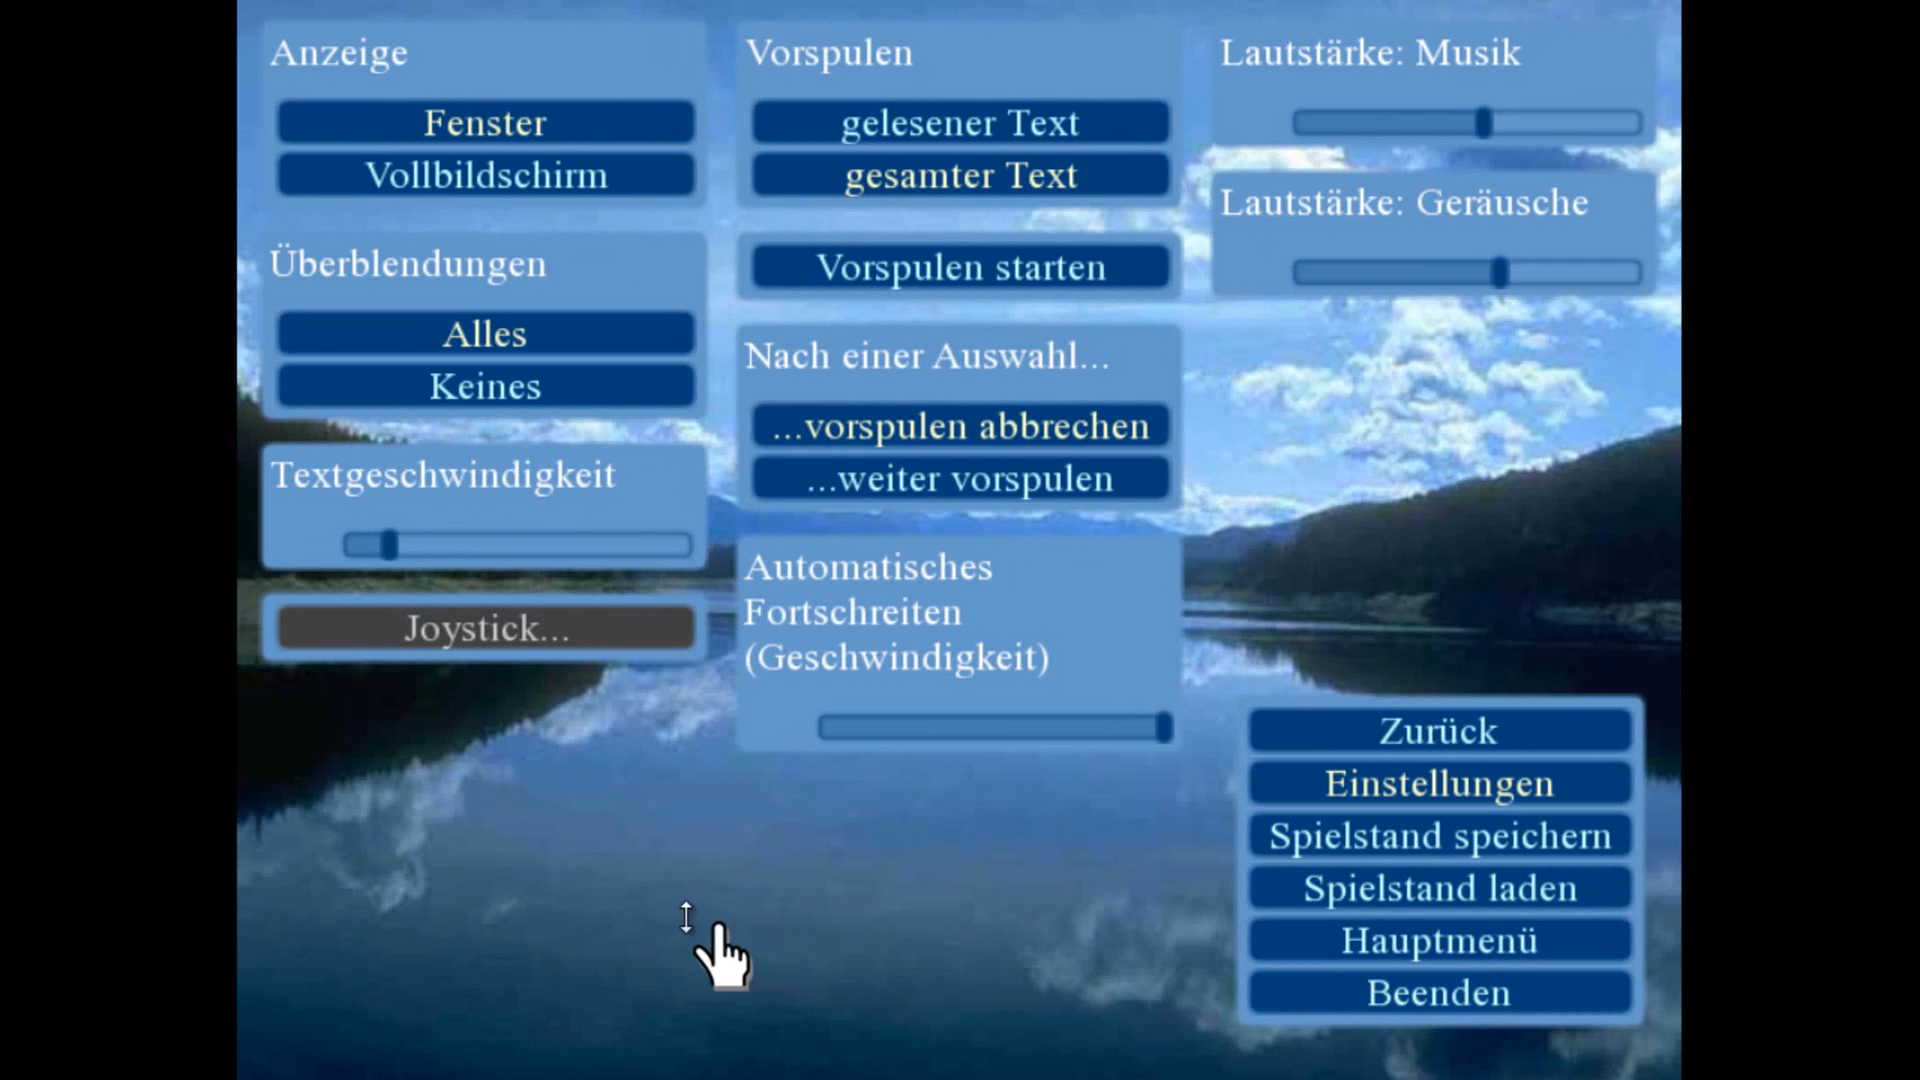 Anzeige
Fenster
Vollbildschirm
Überblendungen
Alles
Keines
Textgeschwindigkeit
Joystick...
Vorspulen
gelesener Text
gesamter Text
Vorspulen starten
Nach einer Auswahl...
...vorspulen abbrechen
...weiter vorspulen
Automatisches
Fortschreiten
(Geschwindigkeit)
Lautstärke: Musik
Lautstärke: Geräusche
Zurück
Einstellungen
Spielstand speichern
Spielstand laden
Hauptmenü
Beenden